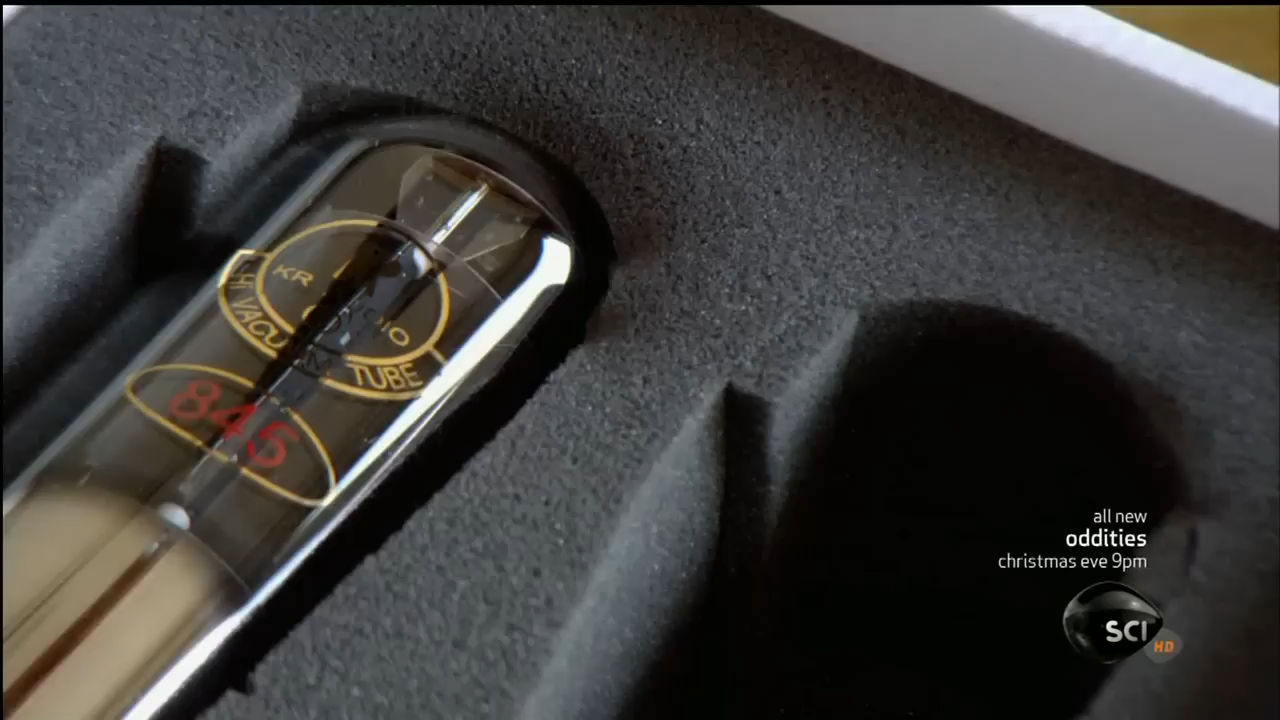 KR
HI VACUUM TUBE
845
all new
oddities
christmas eve 9pm
SCI
HD